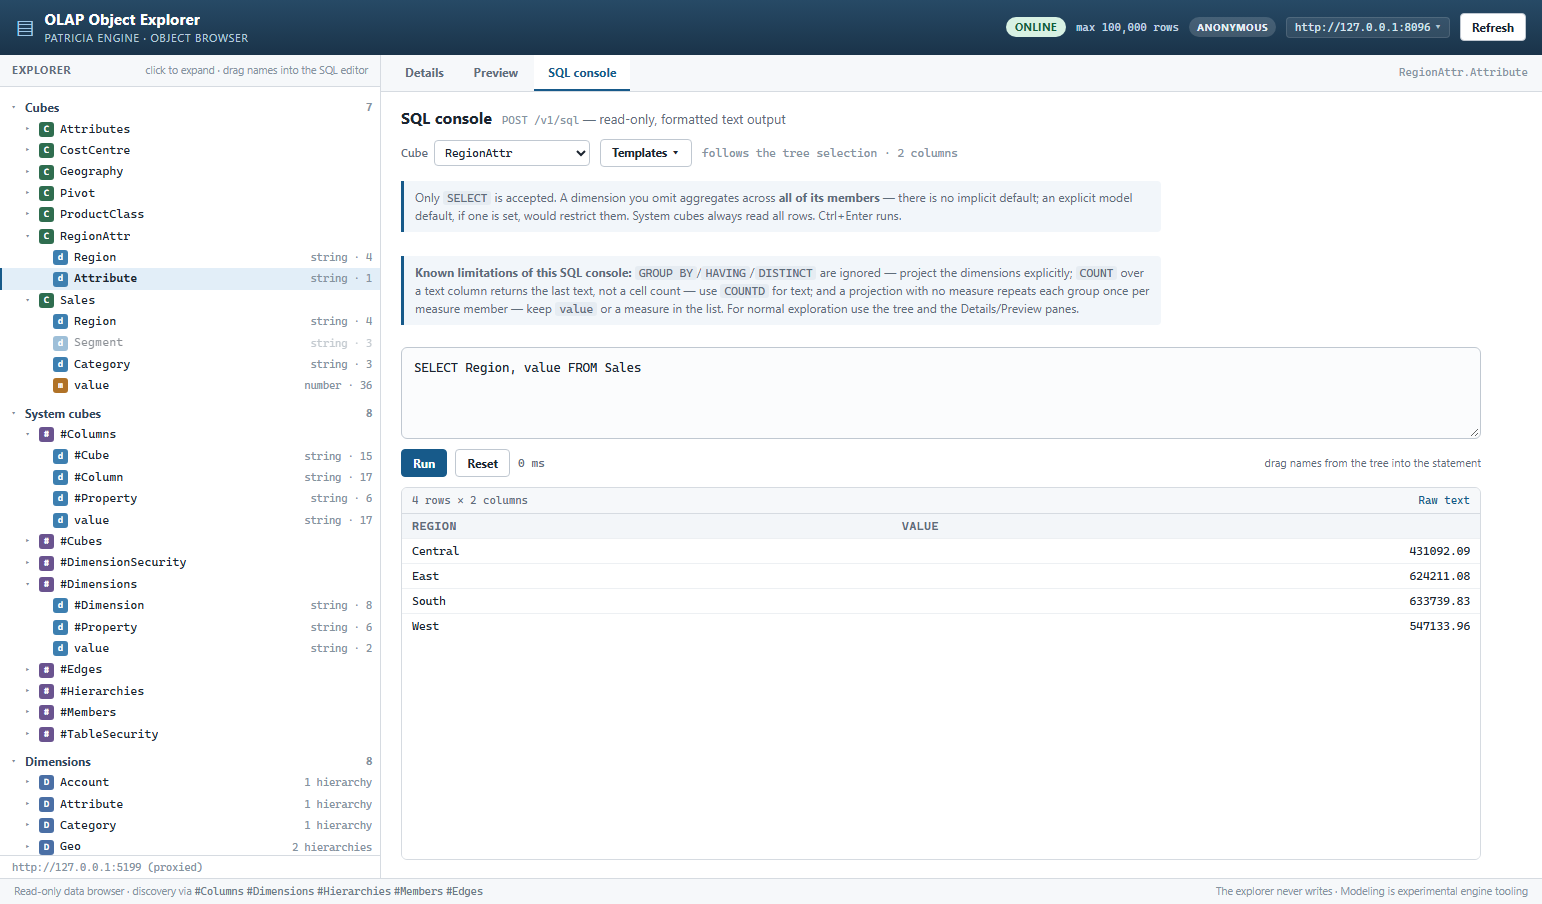 OLAP Object Explorer
PATRICIA ENGINE · OBJECT BROWSER
ONLINE
max 100,000 rows
ANONYMOUS
http://127.0.0.1:8096
Refresh
EXPLORER
click to expand · drag names into the SQL editor
Cubes 7
C Attributes
C CostCentre
C Geography
C Pivot
C ProductClass
C RegionAttr
d Region string · 4
d Attribute string · 1
C Sales
d Region string · 4
d Segment string · 3
d Category string · 3
m value number · 36
System cubes 8
# #Columns
d #Cube string · 15
d #Column string · 17
d #Property string · 6
d value string · 17
# #Cubes
# #DimensionSecurity
# #Dimensions
d #Dimension string · 8
d #Property string · 6
d value string · 2
# #Edges
# #Hierarchies
# #Members
# #TableSecurity
Dimensions 8
D Account 1 hierarchy
D Attribute 1 hierarchy
D Category 1 hierarchy
D Geo 2 hierarchies
http://127.0.0.1:5199 (proxied)
Details
Preview
SQL console
RegionAttr.Attribute
SQL console POST /v1/sql — read-only, formatted text output
Cube RegionAttr Templates follows the tree selection · 2 columns
Only SELECT is accepted. A dimension you omit aggregates across all of its members — there is no implicit default; an explicit model
default, if one is set, would restrict them. System cubes always read all rows. Ctrl+Enter runs.
Known limitations of this SQL console: GROUP BY / HAVING / DISTINCT are ignored — project the dimensions explicitly; COUNT over
a text column returns the last text, not a cell count — use COUNTD for text; and a projection with no measure repeats each group once per
measure member — keep value or a measure in the list. For normal exploration use the tree and the Details/Preview panes.
SELECT Region, value FROM Sales
Run
Reset
0 ms
drag names from the tree into the statement
4 rows × 2 columns
Raw text
REGION VALUE
Central 431092.09
East 624211.08
South 633739.83
West 547133.96
Read-only data browser · discovery via #Columns #Dimensions #Hierarchies #Members #Edges
The explorer never writes · Modeling is experimental engine tooling